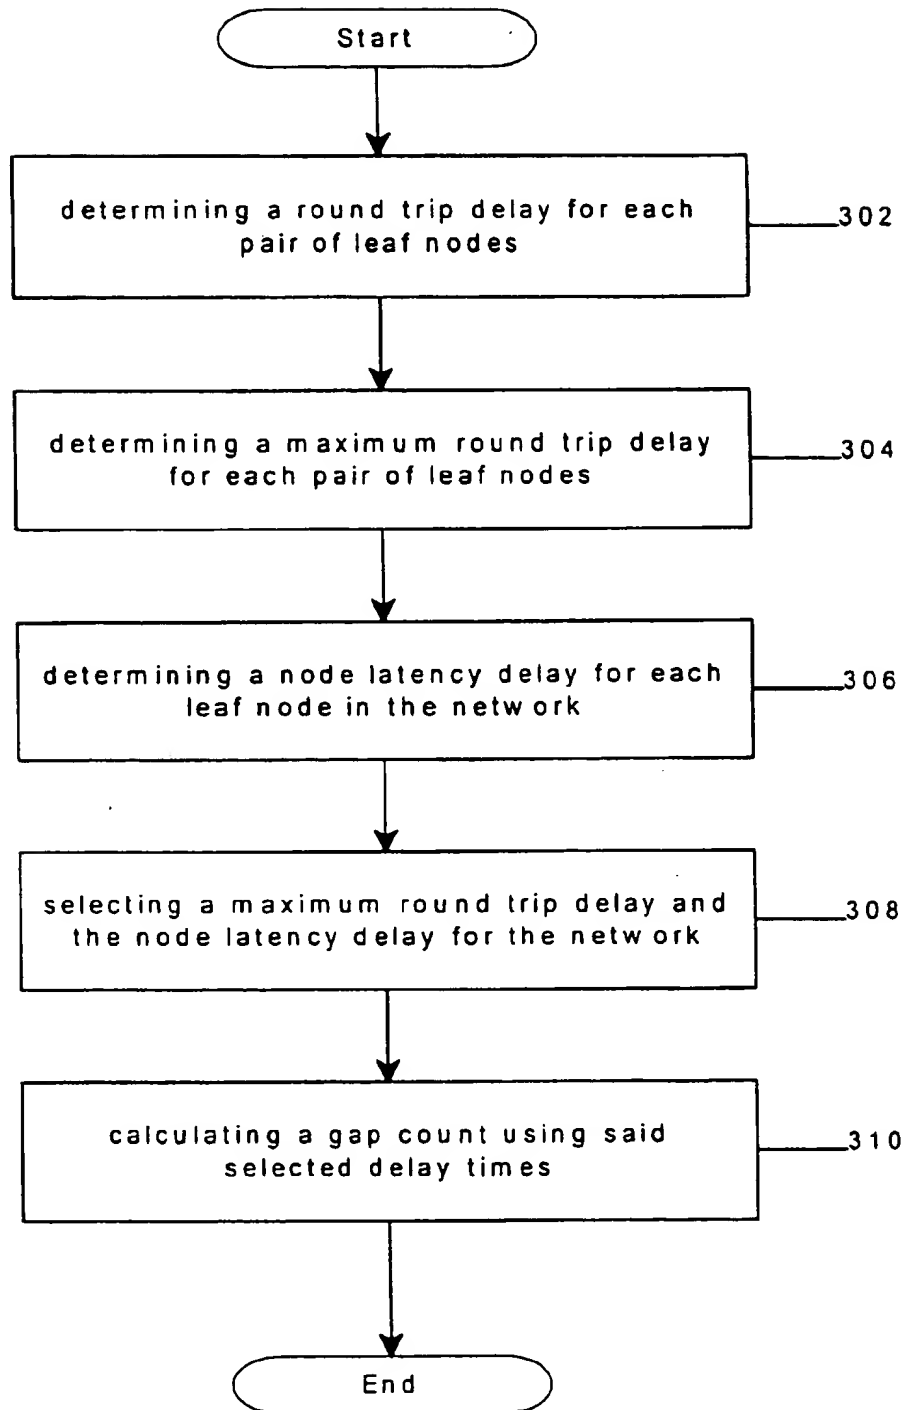 Start
determining a round trip delay for each
pair of leaf nodes
302
determining a maximum round trip delay
for each pair of leaf nodes
304
determining a node latency delay for each
leaf node in the network
306
selecting a maximum round trip delay and
the node latency delay for the network
308
calculating a gap count using said
selected delay times
310
End